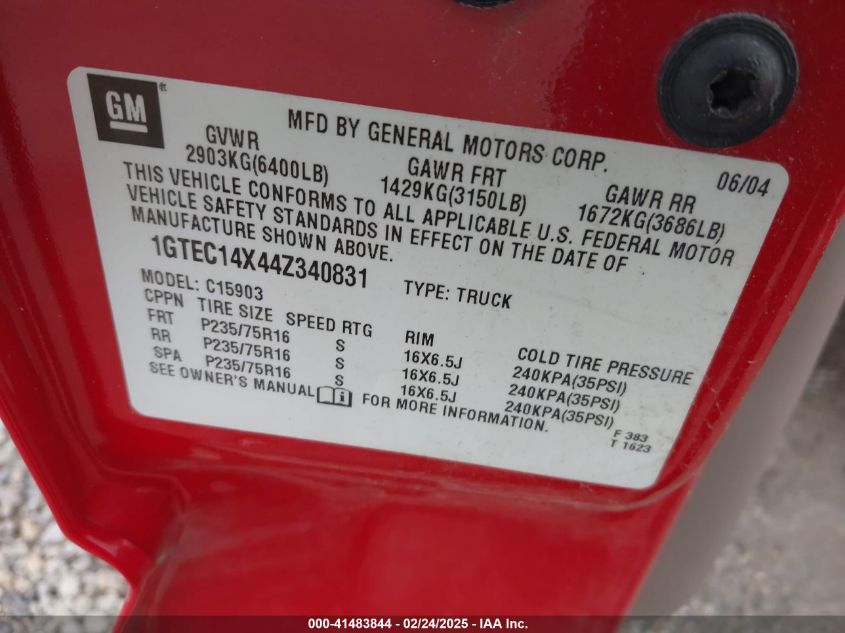 GM
MFD BY GENERAL MOTORS CORP.
06/04
GVWR GAWR FRT GAWR RR
2903KG(6400LB) 1429KG(3150LB) 1672KG(3686LB)
THIS VEHICLE CONFORMS TO ALL APPLICABLE U.S. FEDERAL MOTOR
VEHICLE SAFETY STANDARDS IN EFFECT ON THE DATE OF
MANUFACTURE SHOWN ABOVE.
1GTEC14X44Z340831 TYPE: TRUCK
MODEL: C15903
CPPN TIRE SIZE SPEED RTG RIM COLD TIRE PRESSURE
FRT P235/75R16 S 16X6.5J 240KPA(35PSI)
RR P235/75R16 S 16X6.5J 240KPA(35PSI)
SPA P235/75R16 S 16X6.5J 240KPA(35PSI)
SEE OWNER'S MANUAL FOR MORE INFORMATION.
F 383
T 1623
000-41483844 - 02/24/2025 - IAA Inc.